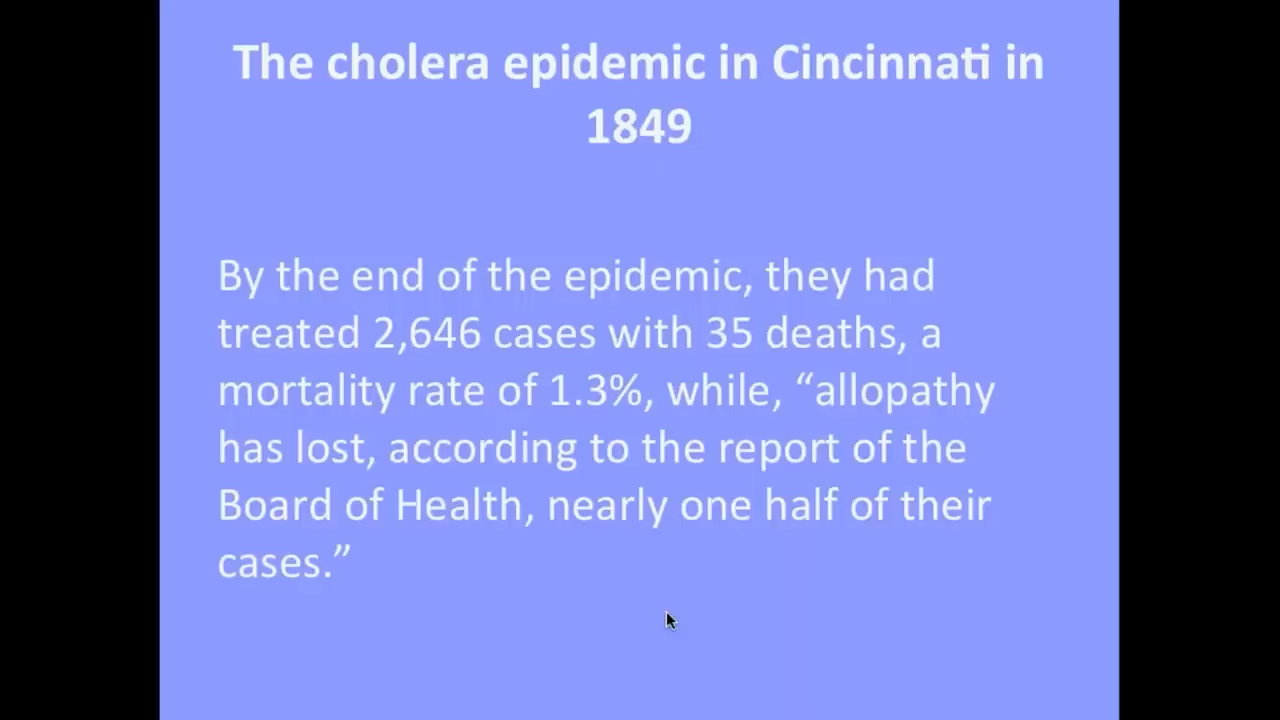 The cholera epidemic in Cincinnati in
1849
By the end of the epidemic, they had
treated 2,646 cases with 35 deaths, a
mortality rate of 1.3%, while, “allopathy
has lost, according to the report of the
Board of Health, nearly one half of their
cases.”